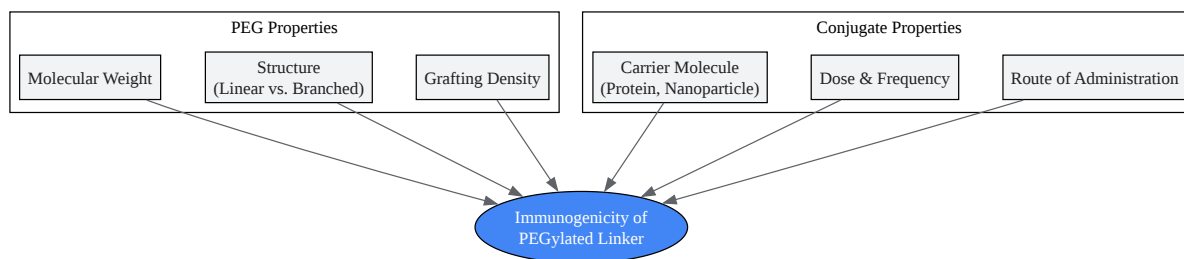 PEG Properties
Molecular Weight
Structure
(Linear vs. Branched)
Grafting Density
Conjugate Properties
Carrier Molecule
(Protein, Nanoparticle)
Dose & Frequency
Route of Administration
Immunogenicity of
PEGylated Linker